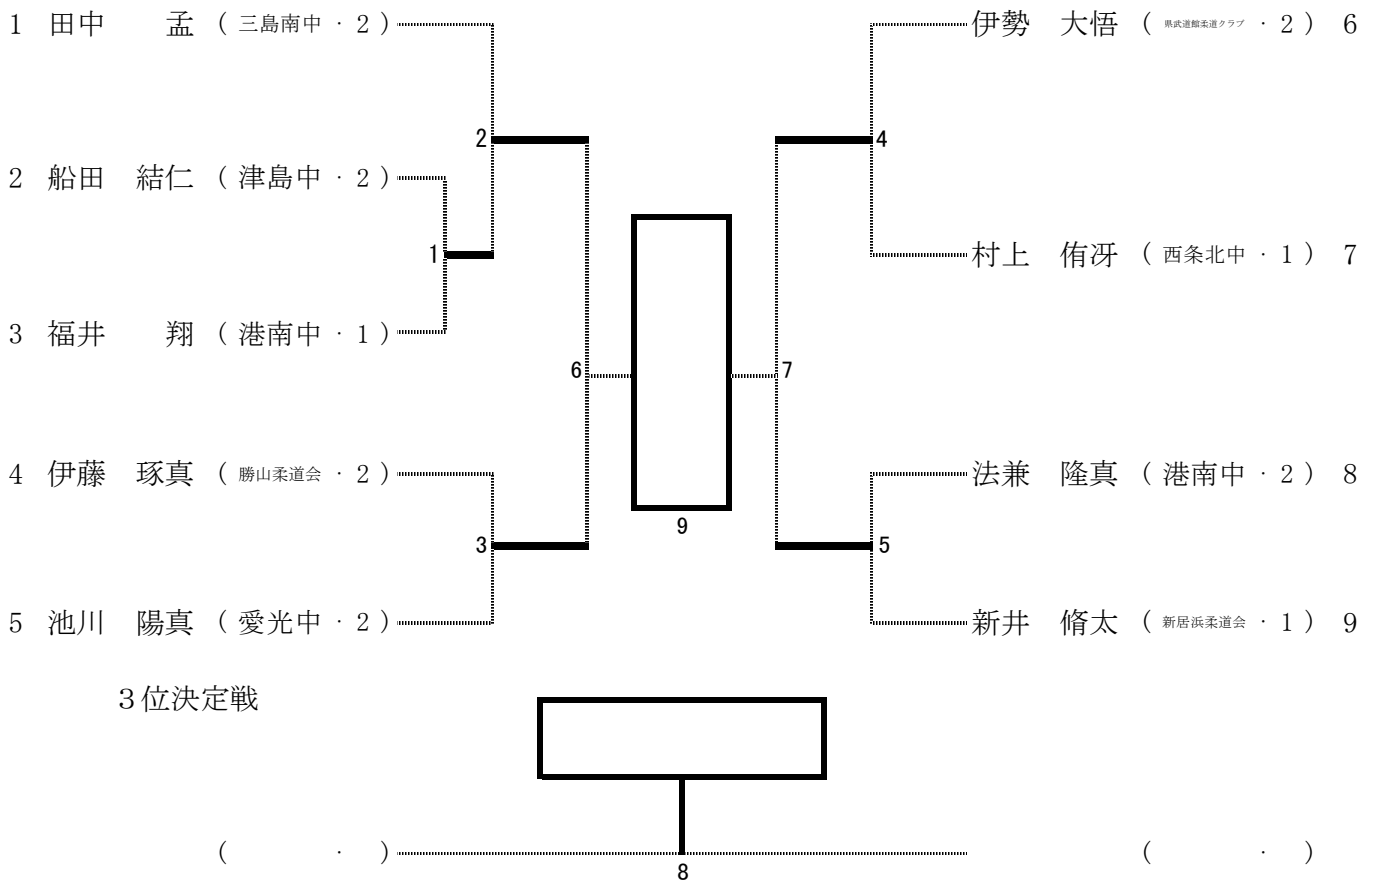 1 田中　孟 （ 三島南中 ・ 2 ）
伊勢　大悟 （ 県武道館柔道クラブ ・ 2 ） 6
2
4
2 船田　結仁 （ 津島中 ・ 2 ）
1
村上　侑冴 （ 西条北中 ・ 1 ） 7
3 福井　翔 （ 港南中 ・ 1 ）
6
7
4 伊藤　琢真 （ 勝山柔道会 ・ 2 ）
法兼　隆真 （ 港南中 ・ 2 ） 8
9
3
5
5 池川　陽真 （ 愛光中 ・ 2 ）
新井　脩太 （ 新居浜柔道会 ・ 1 ） 9
３位決定戦
（　・　）
（　・　）
8